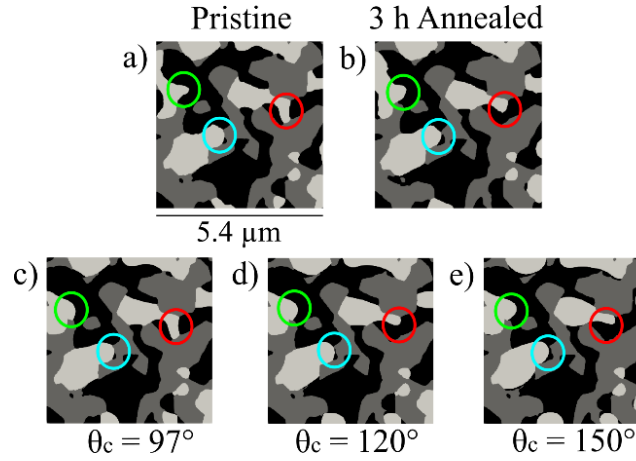 Pristine
3 h Annealed
a)
b)
5.4 µm
c)
d)
e)
θc = 97°
θc = 120°
θc = 150°